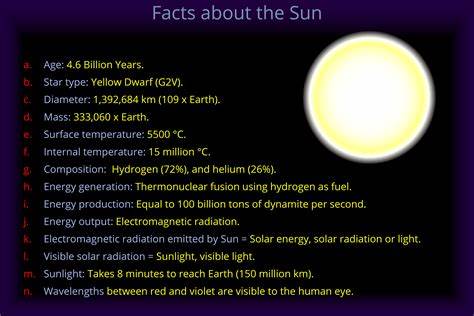 Facts about the Sun
a. Age: 4.6 Billion Years.
b. Star type: Yellow Dwarf (G2V).
c. Diameter: 1,392,684 km (109 x Earth).
d. Mass: 333,060 x Earth.
e. Surface temperature: 5500 °C.
f. Internal temperature: 15 million °C.
g. Composition: Hydrogen (72%), and helium (26%).
h. Energy generation: Thermonuclear fusion using hydrogen as fuel.
i. Energy production: Equal to 100 billion tons of dynamite per second.
j. Energy output: Electromagnetic radiation.
k. Electromagnetic radiation emitted by Sun = Solar energy, solar radiation or light.
l. Visible solar radiation = Sunlight, visible light.
m. Sunlight: Takes 8 minutes to reach Earth (150 million km).
n. Wavelengths between red and violet are visible to the human eye.